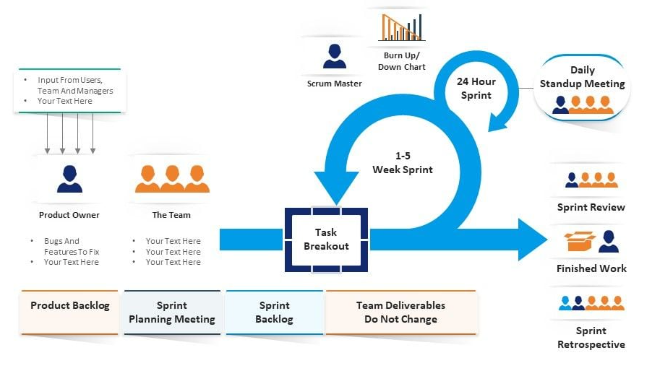 Input From Users,
Team And Managers
Your Text Here
Product Owner
Bugs And
Features To Fix
Your Text Here
The Team
Your Text Here
Your Text Here
Your Text Here
Scrum Master
Burn Up/
Down Chart
24 Hour
Sprint
Daily
Standup Meeting
1-5
Week Sprint
Task
Breakout
Sprint Review
Finished Work
Sprint
Retrospective
Product Backlog
Sprint
Planning Meeting
Sprint
Backlog
Team Deliverables
Do Not Change